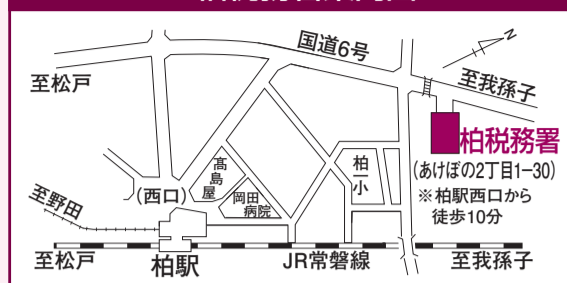 国道6号
N
至松戸
至我孫子
柏税務署
(あけぼの2丁目1−30)
※柏駅西口から
徒歩10分
髙島屋
岡田
病院
柏一小
(西口)
至野田
至松戸
柏駅
JR常磐線
至我孫子